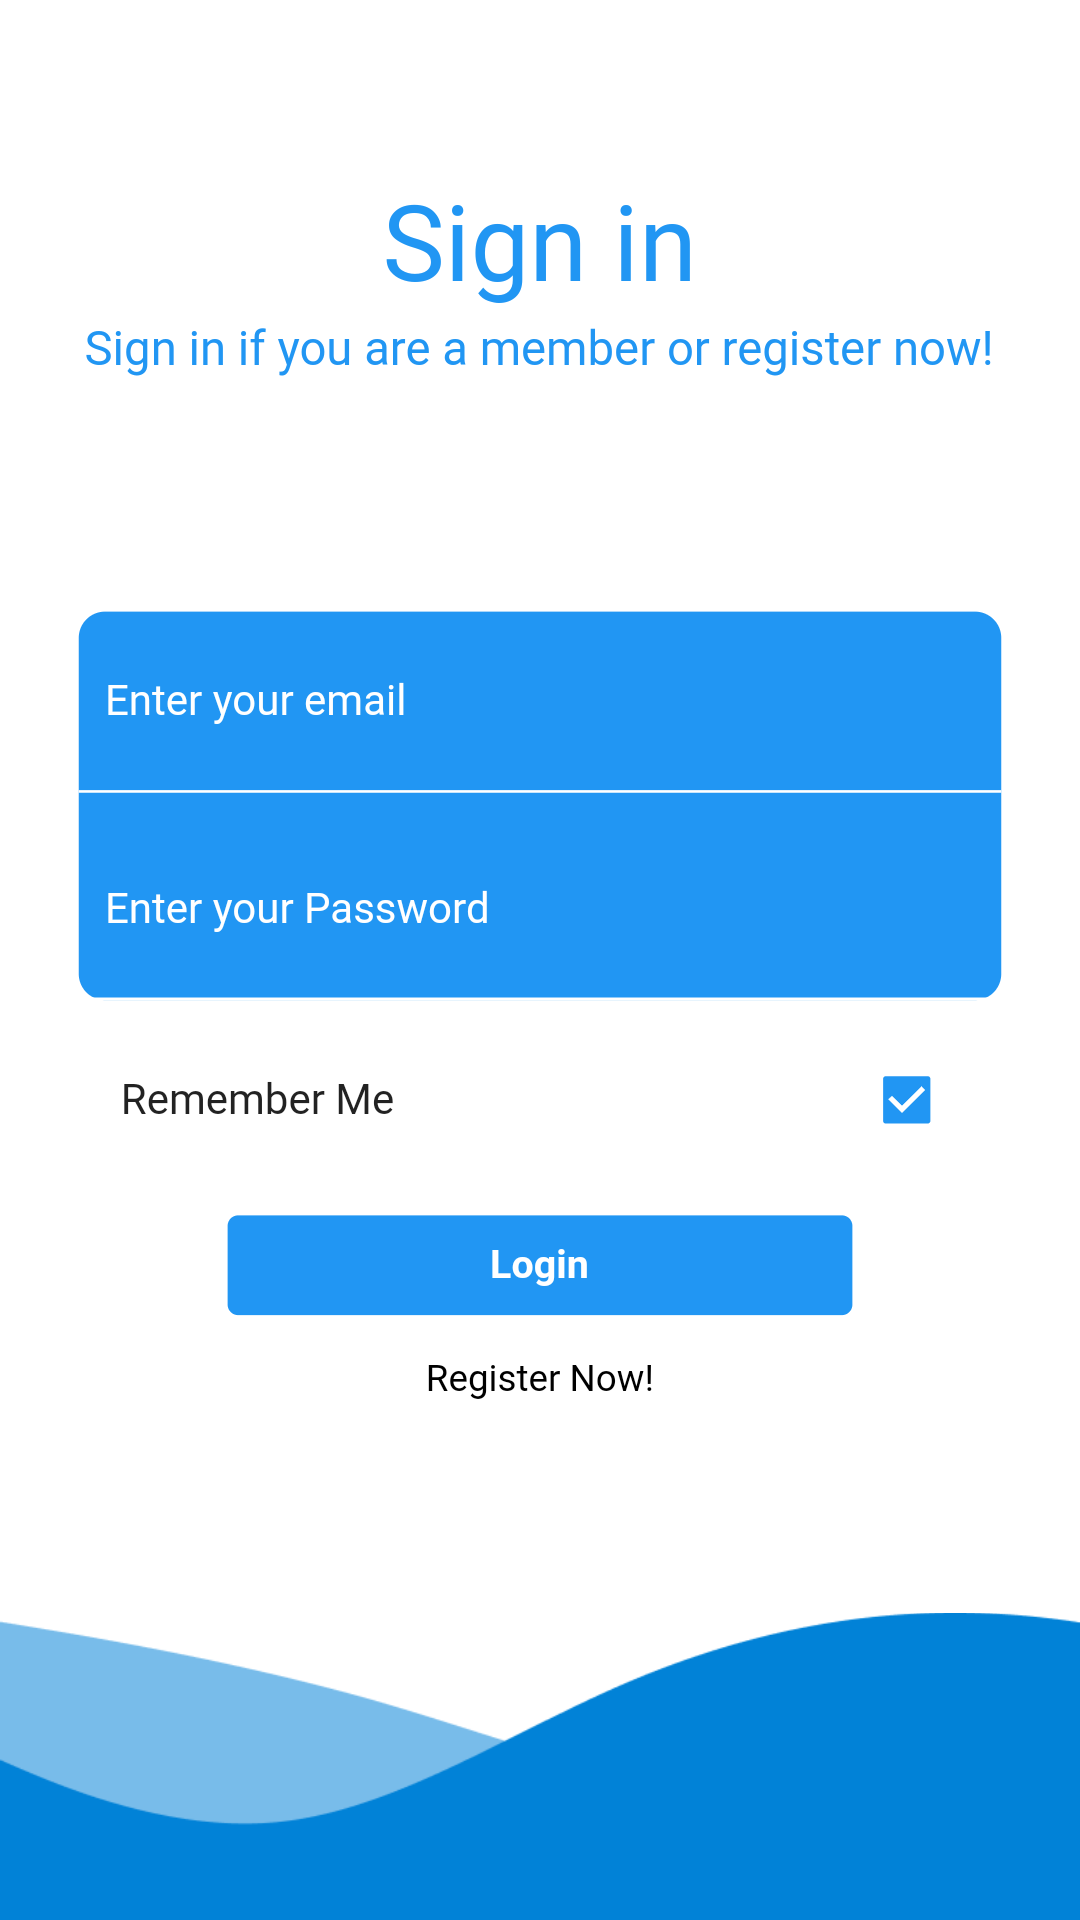 Sign in
Sign in if you are a member or register now!
Enter your email
Enter your Password
Remember Me
Login
Register Now!